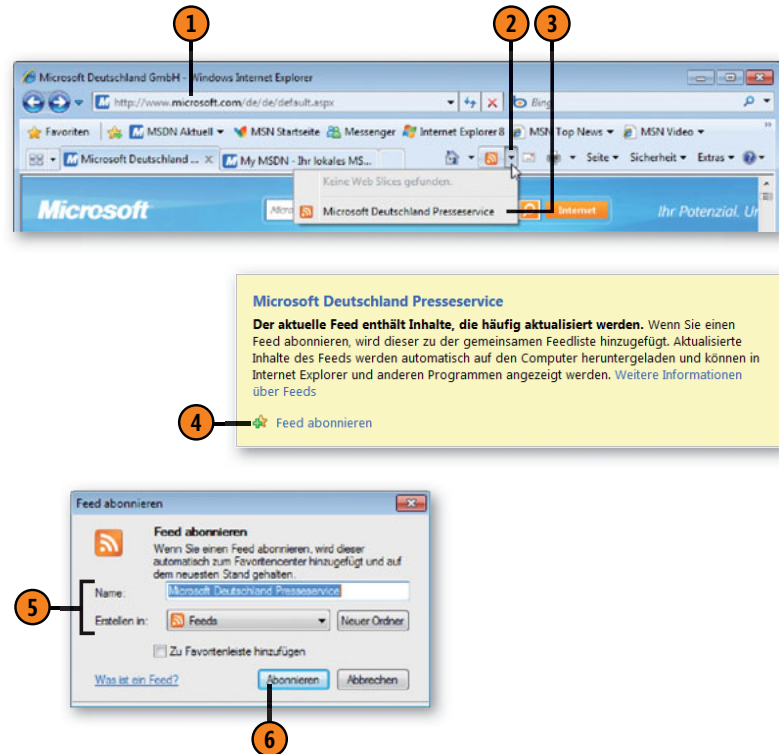 1
2
3
Microsoft Deutschland GmbH - Windows Internet Explorer
http://www.microsoft.com/de/de/default.aspx
Bing
Favoriten MSDN Aktuell MSN Startseite Messenger Internet Explorer 8 MSN Top News MSN Video
Microsoft Deutschland ... X My MSDN - Ihr lokales MS... Seite Sicherheit Extras
Keine Web Slices gefunden.
Microsoft Microsoft Deutschland Presseservice Internet Ihr Potenzial.
Microsoft Deutschland Presseservice
Der aktuelle Feed enthält Inhalte, die häufig aktualisiert werden. Wenn Sie einen
Feed abonnieren, wird dieser zu der gemeinsamen Feedliste hinzugefügt. Aktualisierte
Inhalte des Feeds werden automatisch auf den Computer heruntergeladen und können in
Internet Explorer und anderen Programmen angezeigt werden. Weitere Informationen
über Feeds
4 Feed abonnieren
Feed abonnieren
Feed abonnieren
Wenn Sie einen Feed abonnieren, wird dieser
automatisch zum Favoritencenter hinzugefügt und auf
dem neuesten Stand gehalten.
Name: Microsoft Deutschland Presseservice
5
Erstellen in: Feeds Neuer Ordner
Zu Favoritenleiste hinzufügen
Was ist ein Feed? Abonnieren Abbrechen
6